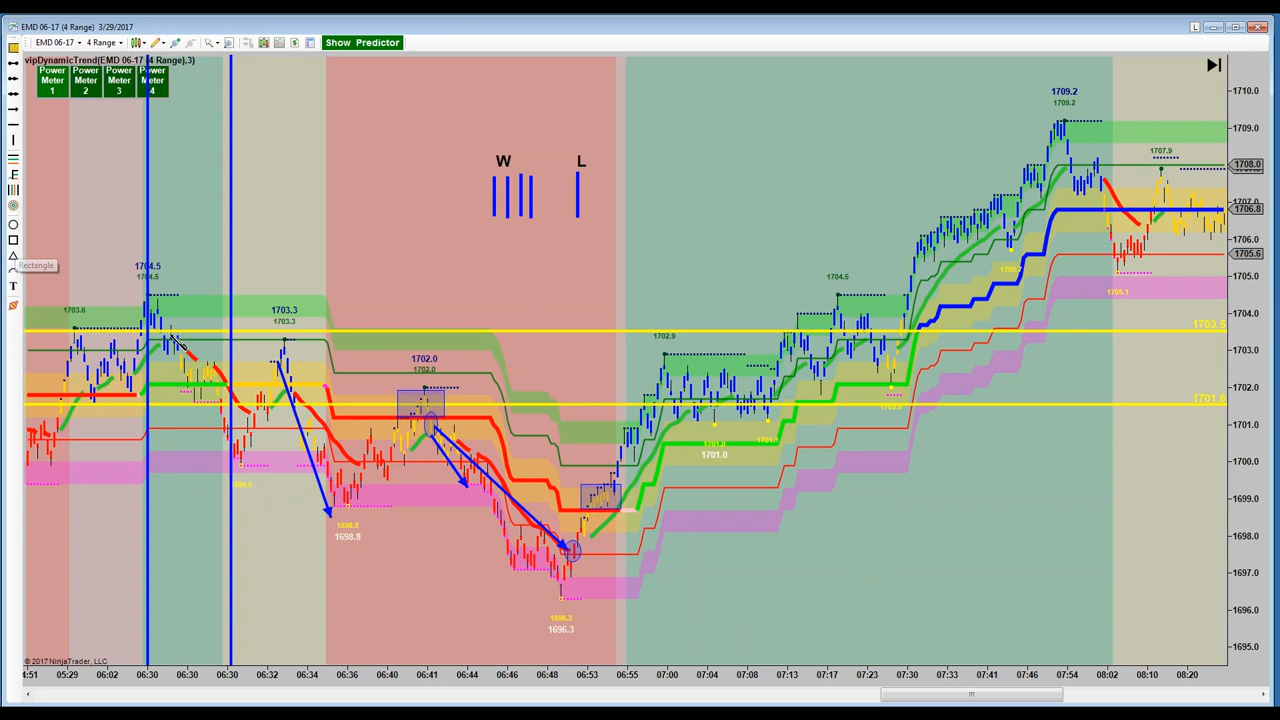 EMD 06-17 (4 Range) 3/29/2017
L
EMD 06-17 4 Range Show Predictor
vipDynamicTrend(EMD 06-17 (4 Range),3)
Power Meter 1
Power Meter 2
Power Meter 3
Power Meter 4
W L
Rectangle
T
1703.6
1704.5
1704.5
1699.9
1703.3
1703.3
1698.8
1698.8
1702.0
1702.0
1696.3
1696.3
1702.9
1701.0
1704.5
1709.2
1709.2
1705.1
1707.9
1703.5
1701.6
1710.0
1709.0
1708.0
1706.8
1706.0
1705.6
1705.0
1704.0
1703.0
1702.0
1701.0
1700.0
1699.0
1698.0
1697.0
1696.0
1695.0
© 2017 NinjaTrader, LLC
4:51 05:29 06:02 06:30 06:30 06:30 06:32 06:34 06:36 06:40 06:41 06:44 06:46 06:48 06:53 06:55 07:00 07:04 07:13 07:17 07:23 07:30 07:33 07:41 07:46 07:54 08:02 08:10 08:20